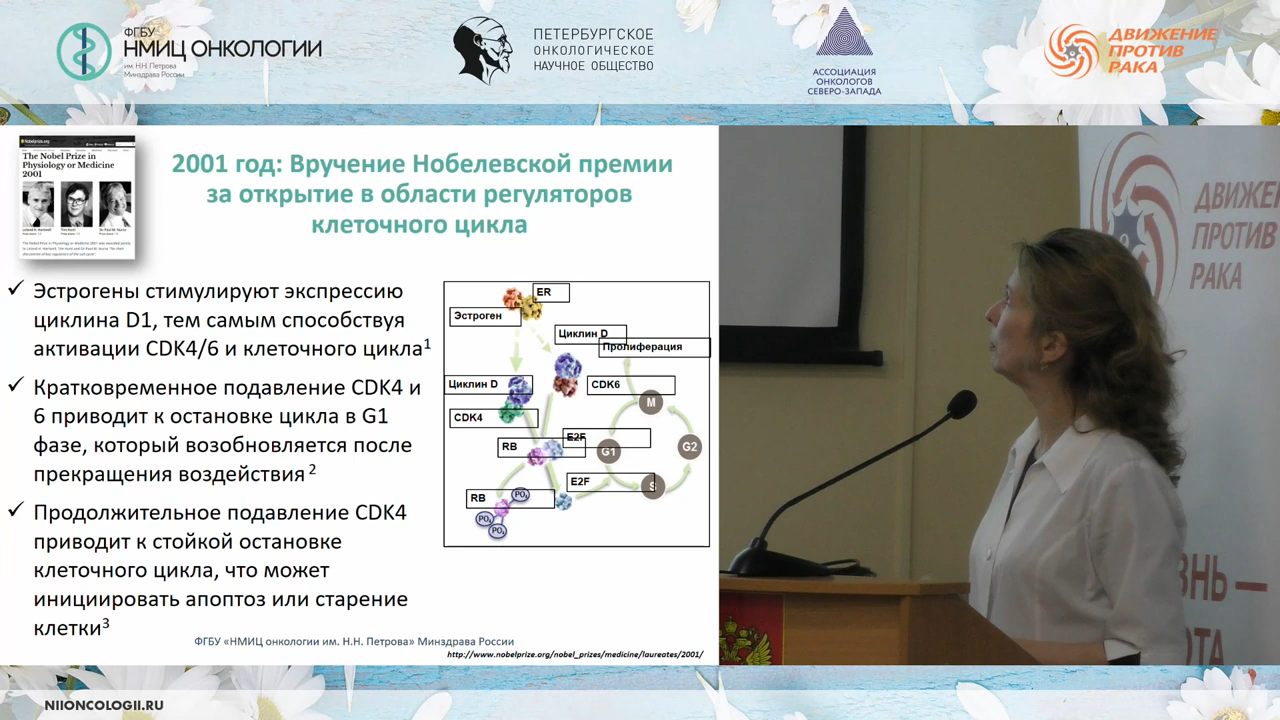 ФГБУ
НМИЦ ОНКОЛОГИИ
им. Н.Н. Петрова
Минздрава России
ПЕТЕРБУРГСКОЕ
ОНКОЛОГИЧЕСКОЕ
НАУЧНОЕ ОБЩЕСТВО
АССОЦИАЦИЯ
ОНКОЛОГОВ
СЕВЕРО-ЗАПАДА
ДВИЖЕНИЕ
ПРОТИВ
РАКА
The Nobel Prize in
Physiology or Medicine
2001
2001 год: Вручение Нобелевской премии
за открытие в области регуляторов
клеточного цикла
✓ Эстрогены стимулируют экспрессию
циклина D1, тем самым способствуя
активации CDK4/6 и клеточного цикла1
✓ Кратковременное подавление CDK4 и
6 приводит к остановке цикла в G1
фазе, который возобновляется после
прекращения воздействия 2
✓ Продолжительное подавление CDK4
приводит к стойкой остановке
клеточного цикла, что может
инициировать апоптоз или старение
клетки3
ER
Эстроген
Циклин D
Пролиферация
Циклин D
CDK6
CDK4
M
RB
E2F
G1
G2
E2F
S
RB
PO4
PO4
PO4
ФГБУ «НМИЦ онкологии им. Н.Н. Петрова» Минздрава России
http://www.nobelprize.org/nobel_prizes/medicine/laureates/2001/
ДВИЖЕН
ПРОТИВ
РАКА
ЗНЬ —
ОТА
NIIONCOLOGII.RU